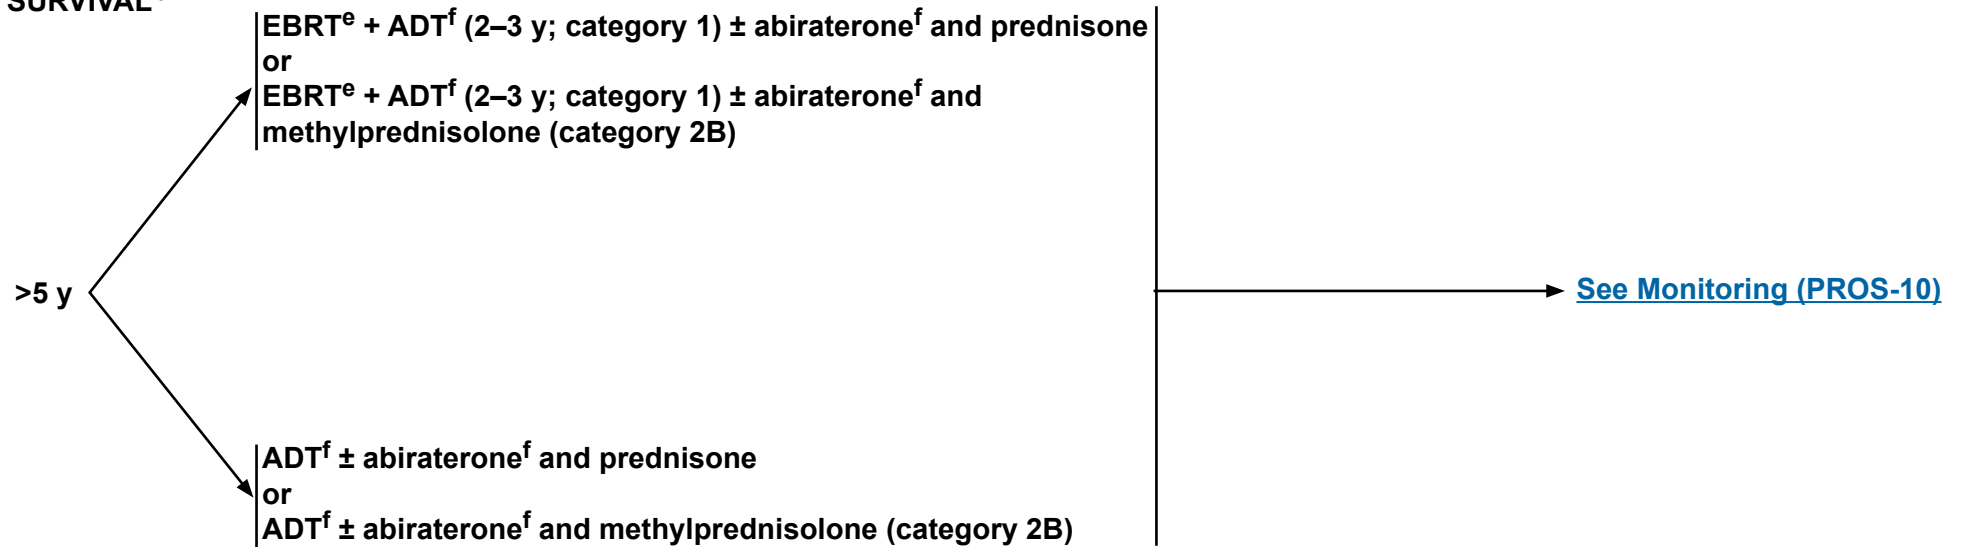 SURVIVAL
EBRTe + ADTf (2–3 y; category 1) ± abirateronef and prednisone
or
EBRTe + ADTf (2–3 y; category 1) ± abirateronef and
methylprednisolone (category 2B)
>5 y
See Monitoring (PROS-10)
ADTf ± abirateronef and prednisone
or
ADTf ± abirateronef and methylprednisolone (category 2B)